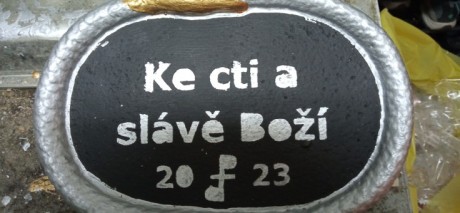 Ke cti a
slávě Boží
20 23